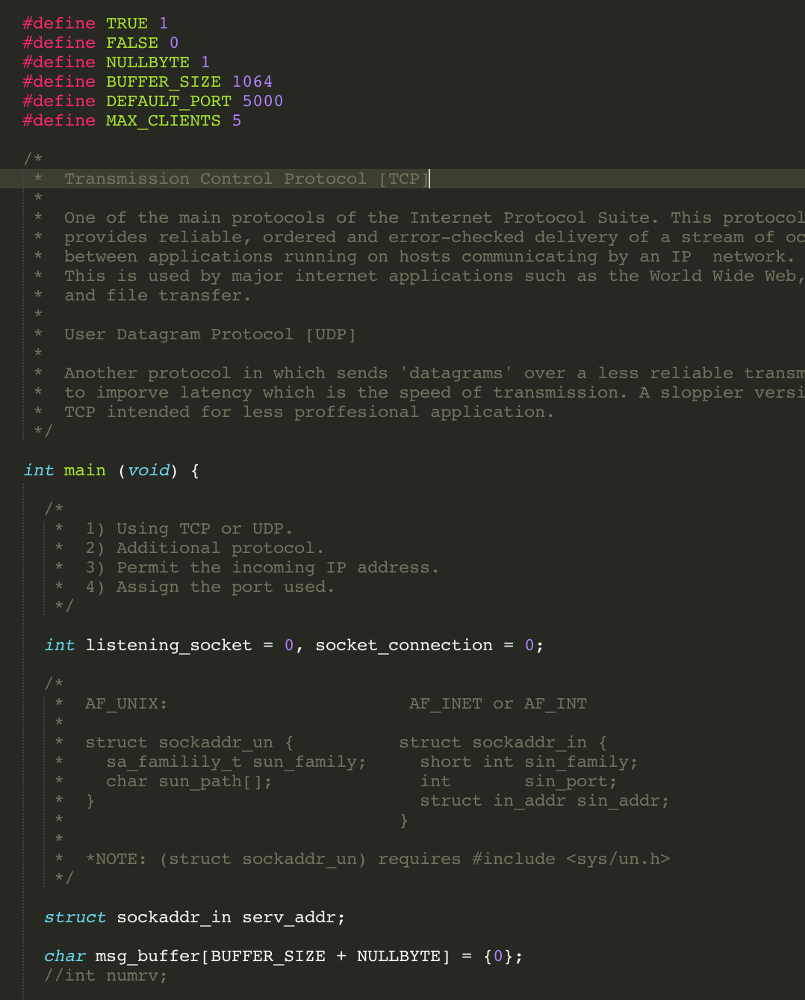 #define TRUE 1
#define FALSE 0
#define NULLBYTE 1
#define BUFFER_SIZE 1064
#define DEFAULT_PORT 5000
#define MAX_CLIENTS 5
/*
 *  Transmission Control Protocol [TCP]
 *
 *  One of the main protocols of the Internet Protocol Suite. This protocol
 *  provides reliable, ordered and error-checked delivery of a stream of oc
 *  between applications running on hosts communicating by an IP  network.
 *  This is used by major internet applications such as the World Wide Web,
 *  and file transfer.
 *
 *  User Datagram Protocol [UDP]
 *
 *  Another protocol in which sends 'datagrams' over a less reliable transm
 *  to imporve latency which is the speed of transmission. A sloppier versi
 *  TCP intended for less proffesional application.
 */
int main (void) {
  /*
   *  1) Using TCP or UDP.
   *  2) Additional protocol.
   *  3) Permit the incoming IP address.
   *  4) Assign the port used.
   */
  int listening_socket = 0, socket_connection = 0;
  /*
   *  AF_UNIX:                       AF_INET or AF_INT
   *
   *  struct sockaddr_un {          struct sockaddr_in {
   *    sa_familily_t sun_family;     short int sin_family;
   *    char sun_path[];              int       sin_port;
   *  }                               struct in_addr sin_addr;
   *                                }
   *
   *  *NOTE: (struct sockaddr_un) requires #include <sys/un.h>
   */
  struct sockaddr_in serv_addr;
  char msg_buffer[BUFFER_SIZE + NULLBYTE] = {0};
  //int numrv;